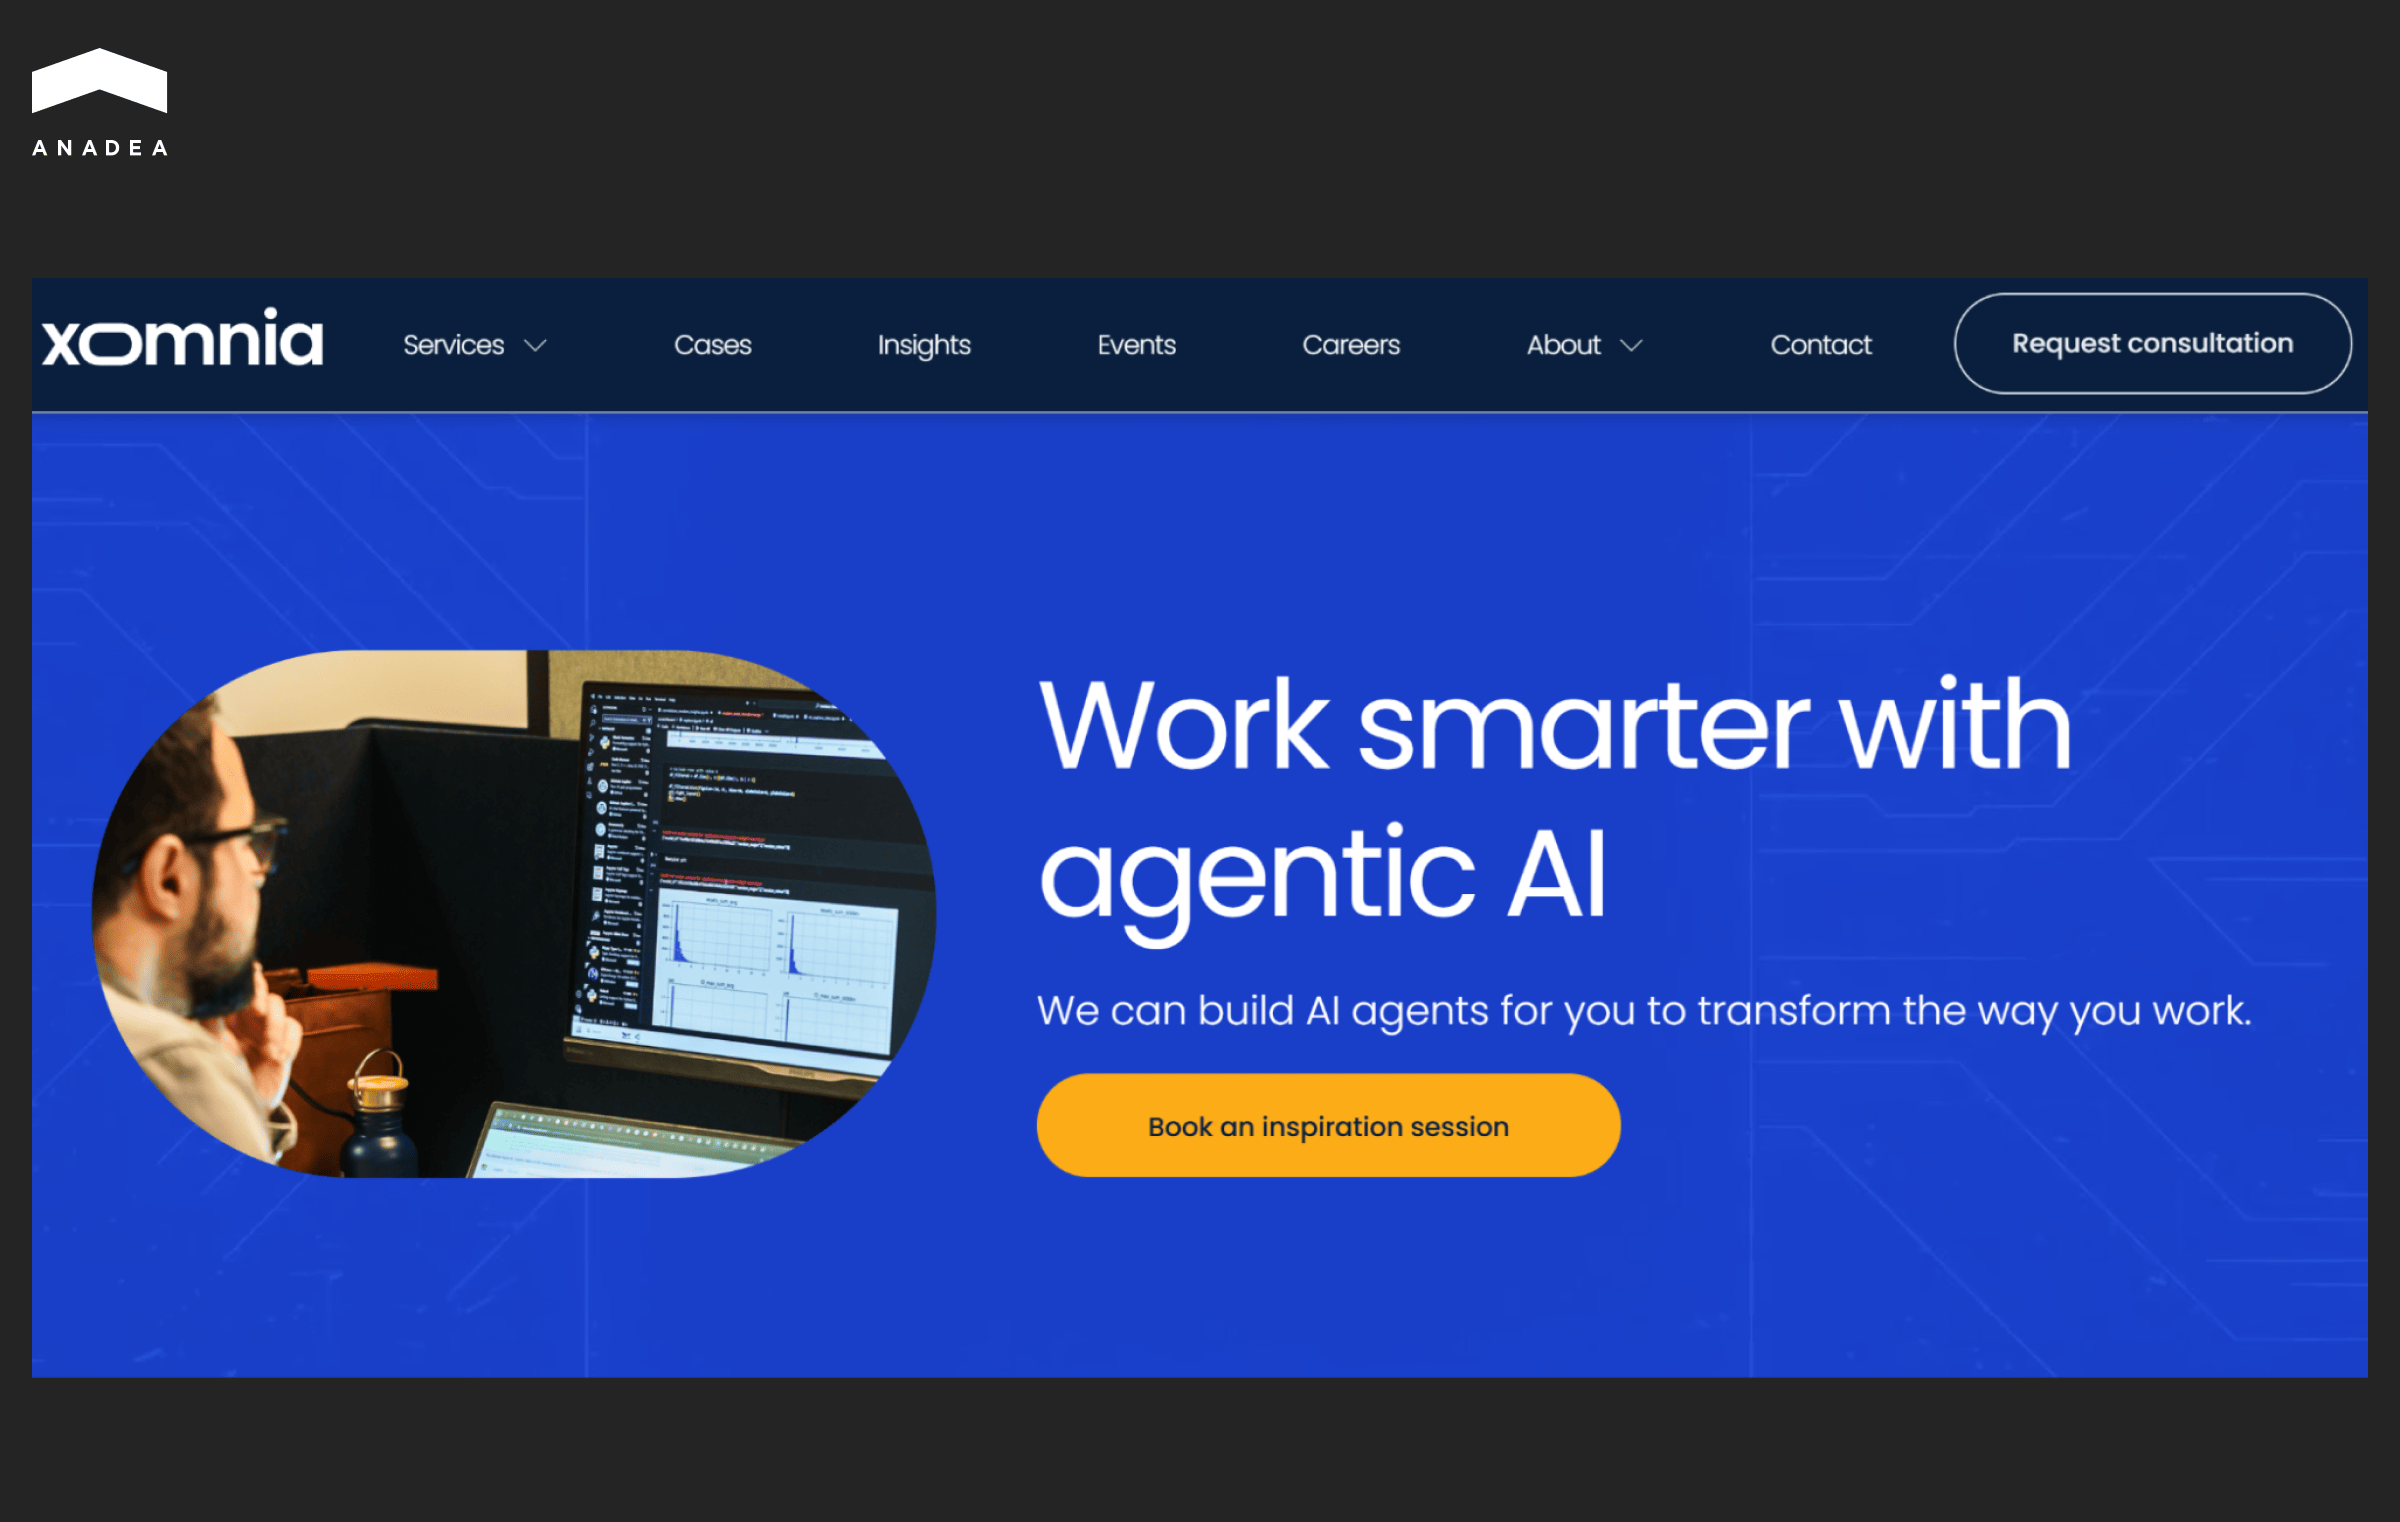 ANADEA
xomnia
Services
Cases
Insights
Events
Careers
About
Contact
Request consultation
Work smarter with
agentic AI
We can build AI agents for you to transform the way you work.
Book an inspiration session